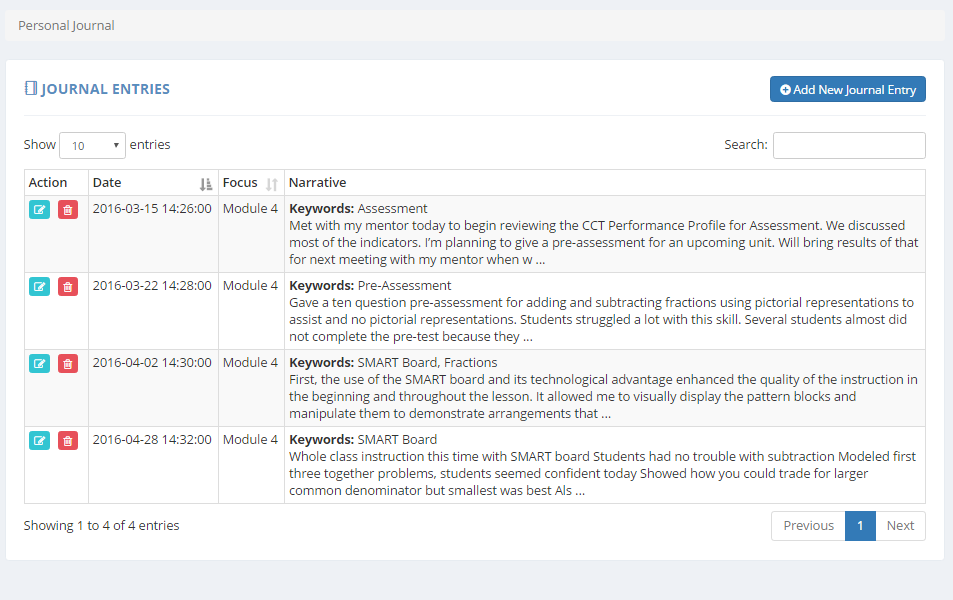 Personal Journal
JOURNAL ENTRIES
Add New Journal Entry
Show 10 entries
Search:
Action Date Focus Narrative
2016-03-15 14:26:00 Module 4 Keywords: Assessment
Met with my mentor today to begin reviewing the CCT Performance Profile for Assessment. We discussed
most of the indicators. I'm planning to give a pre-assessment for an upcoming unit. Will bring results of that
for next meeting with my mentor when w ...
2016-03-22 14:28:00 Module 4 Keywords: Pre-Assessment
Gave a ten question pre-assessment for adding and subtracting fractions using pictorial representations to
assist and no pictorial representations. Students struggled a lot with this skill. Several students almost did
not complete the pre-test because they ...
2016-04-02 14:30:00 Module 4 Keywords: SMART Board, Fractions
First, the use of the SMART board and its technological advantage enhanced the quality of the instruction in
the beginning and throughout the lesson. It allowed me to visually display the pattern blocks and
manipulate them to demonstrate arrangements that ...
2016-04-28 14:32:00 Module 4 Keywords: SMART Board
Whole class instruction this time with SMART board Students had no trouble with subtraction Modeled first
three together problems, students seemed confident today Showed how you could trade for larger
common denominator but smallest was best Als ...
Showing 1 to 4 of 4 entries
Previous 1 Next